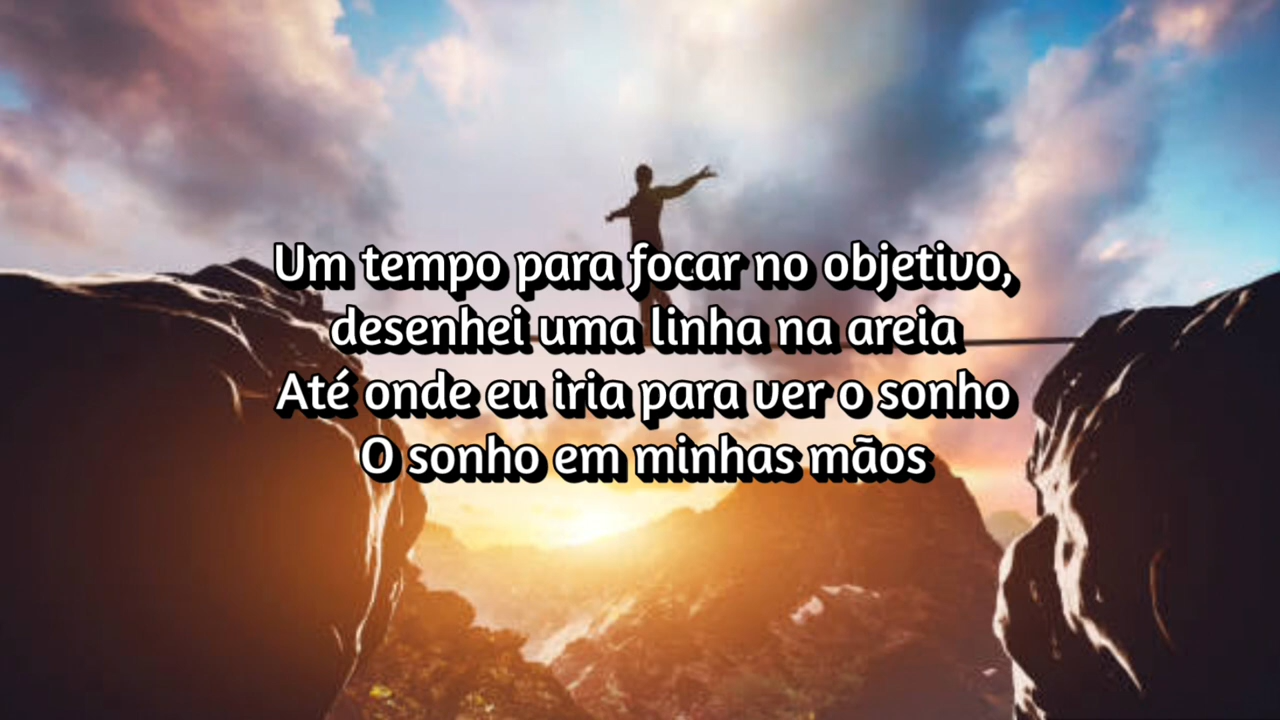 Um tempo para focar no objetivo,
desenhei uma linha na areia
Até onde eu iria para ver o sonho
O sonho em minhas mãos